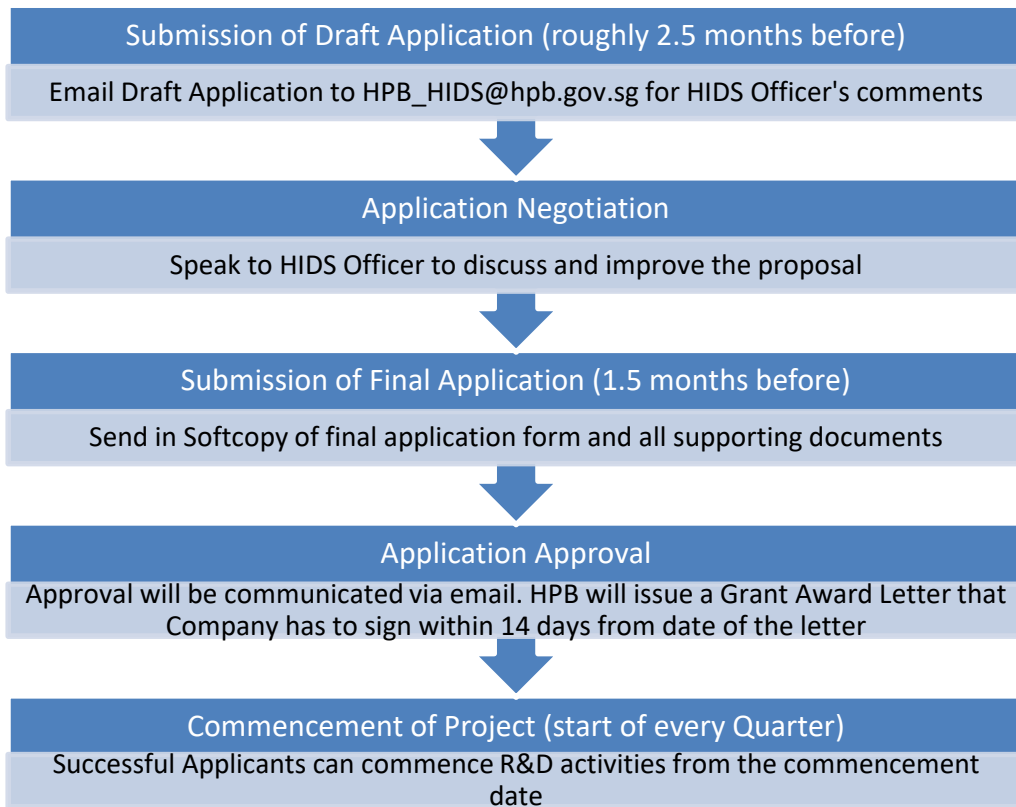 Submission of Draft Application (roughly 2.5 months before)
Email Draft Application to HPB_HIDS@hpb.gov.sg for HIDS Officer's comments
Application Negotiation
Speak to HIDS Officer to discuss and improve the proposal
Submission of Final Application (1.5 months before)
Send in Softcopy of final application form and all supporting documents
Application Approval
Approval will be communicated via email. HPB will issue a Grant Award Letter that
Company has to sign within 14 days from date of the letter
Commencement of Project (start of every Quarter)
Successful Applicants can commence R&D activities from the commencement
date